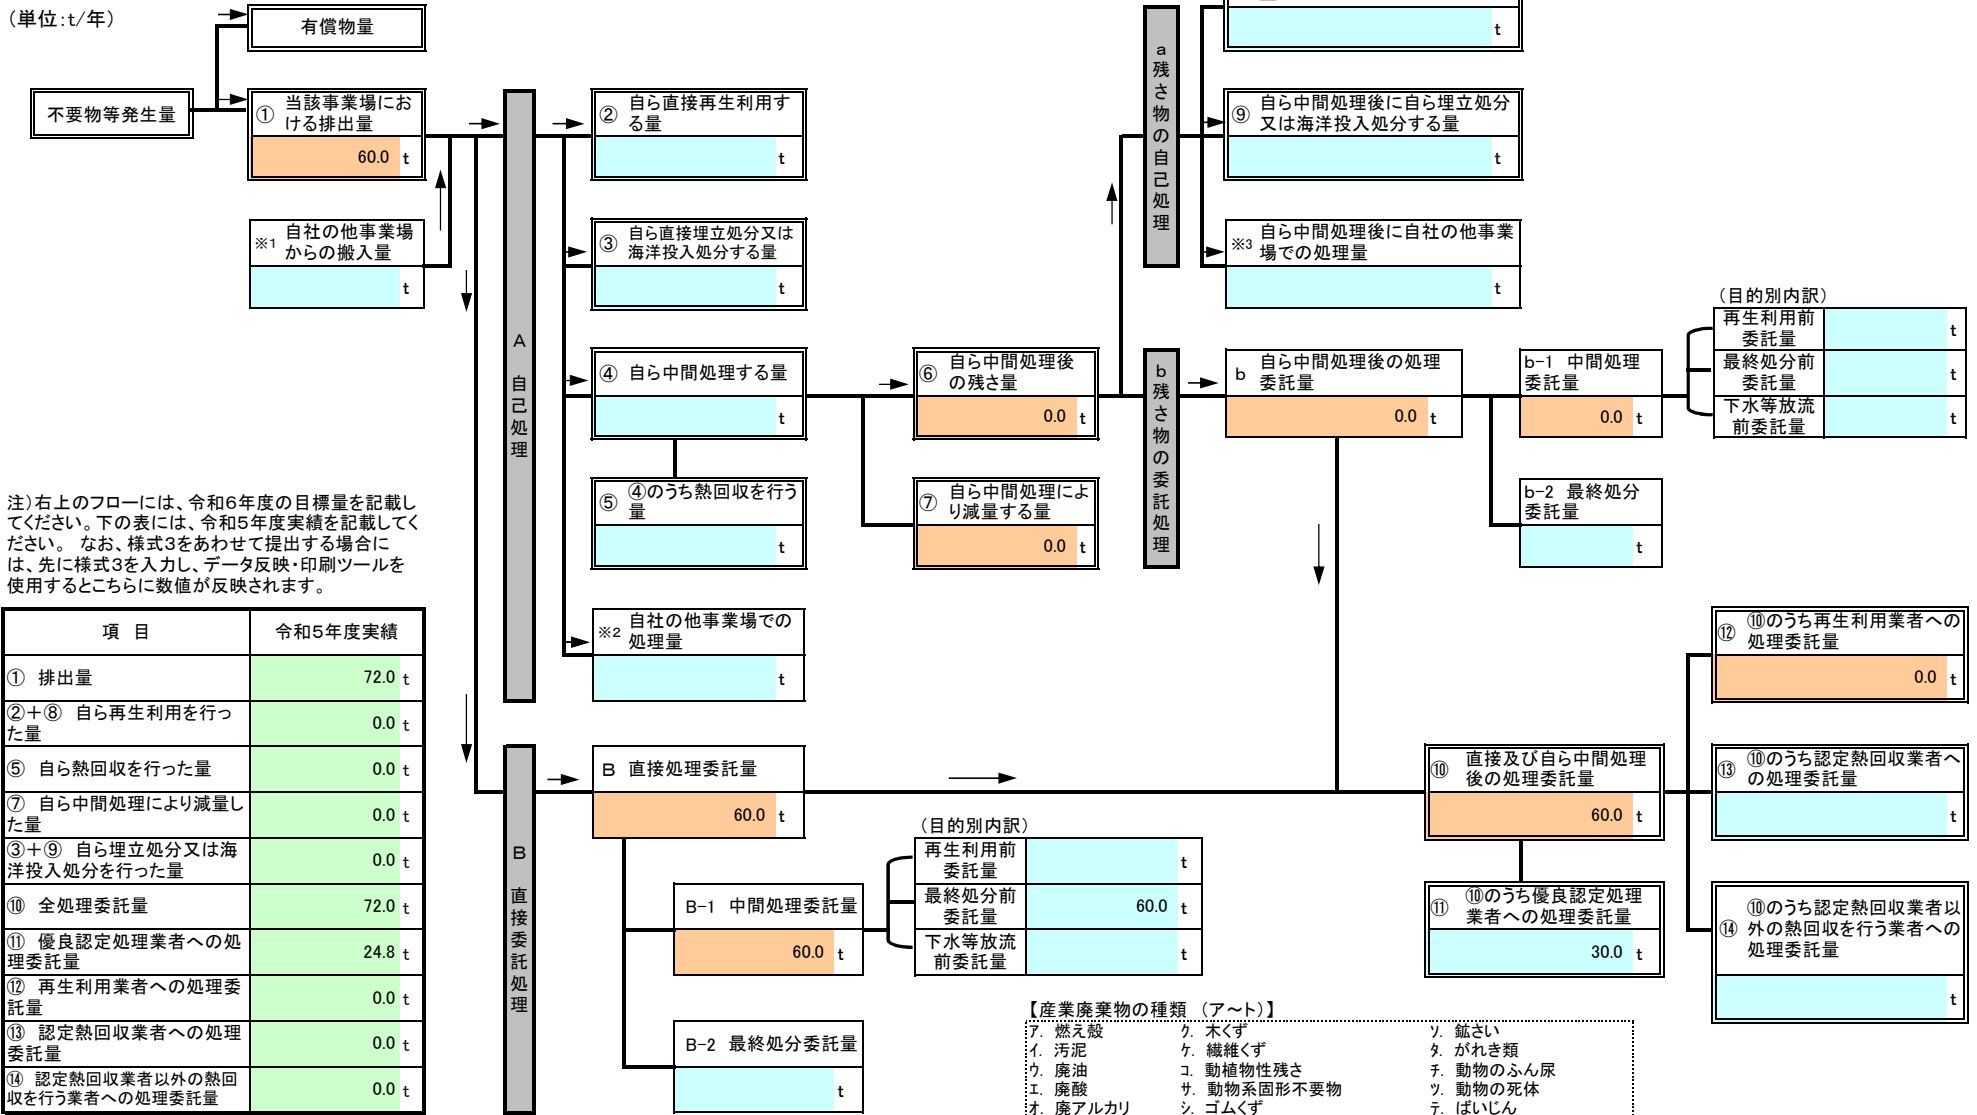 （単位：t/年）
有償物量
不要物等発生量
① 当該事業場にお
ける排出量
60.0 t
※1 自社の他事業場
からの搬入量
t
A 自己処理
② 自ら直接再生利用す
る量
t
③ 自ら直接埋立処分又は
海洋投入処分する量
t
④ 自ら中間処理する量
t
⑤ ④のうち熱回収を行う
量
t
※2 自社の他事業場での
処理量
t
⑥ 自ら中間処理後
の残さ量
0.0 t
⑦ 自ら中間処理によ
り減量する量
0.0 t
a残さ物の自己処理
t
⑨ 自ら中間処理後に自ら埋立処分
又は海洋投入処分する量
t
※3 自ら中間処理後に自社の他事業
場での処理量
t
b残さ物の委託処理
b 自ら中間処理後の処理
委託量
0.0 t
b-1 中間処理
委託量
0.0 t
b-2 最終処分
委託量
t
（目的別内訳）
再生利用前
委託量
t
最終処分前
委託量
t
下水等放流
前委託量
t
注）右上のフローには、令和6年度の目標量を記載し
てください。下の表には、令和5年度実績を記載してく
ださい。 なお、様式3をあわせて提出する場合に
は、先に様式3を入力し、データ反映・印刷ツールを
使用するとこちらに数値が反映されます。
項 目 令和5年度実績
① 排出量 72.0 t
②＋⑧ 自ら再生利用を行っ
た量 0.0 t
⑤ 自ら熱回収を行った量 0.0 t
⑦ 自ら中間処理により減量し
た量 0.0 t
③＋⑨ 自ら埋立処分又は海
洋投入処分を行った量 0.0 t
⑩ 全処理委託量 72.0 t
⑪ 優良認定処理業者への処
理委託量 24.8 t
⑫ 再生利用業者への処理委
託量 0.0 t
⑬ 認定熱回収業者への処理
委託量 0.0 t
⑭ 認定熱回収業者以外の熱回
収を行う業者への処理委託量 0.0 t
B 直接委託処理
B 直接処理委託量
60.0 t
B-1 中間処理委託量
60.0 t
B-2 最終処分委託量
t
（目的別内訳）
再生利用前
委託量
t
最終処分前
委託量
60.0 t
下水等放流
前委託量
t
⑩ 直接及び自ら中間処理
後の処理委託量
60.0 t
⑪ ⑩のうち優良認定処理
業者への処理委託量
30.0 t
⑫ ⑩のうち再生利用業者への
処理委託量
0.0 t
⑬ ⑩のうち認定熱回収業者へ
の処理委託量
t
⑭ ⑩のうち認定熱回収業者以
外の熱回収を行う業者への
処理委託量
t
【産業廃棄物の種類 （ア～ト）】
ア. 燃え殻 ク. 木くず ソ. 鉱さい
イ. 汚泥 ケ. 繊維くず タ. がれき類
ウ. 廃油 コ. 動植物性残さ チ. 動物のふん尿
エ. 廃酸 サ. 動物系固形不要物 ツ. 動物の死体
オ. 廃アルカリ シ. ゴムくず テ. ばいじん